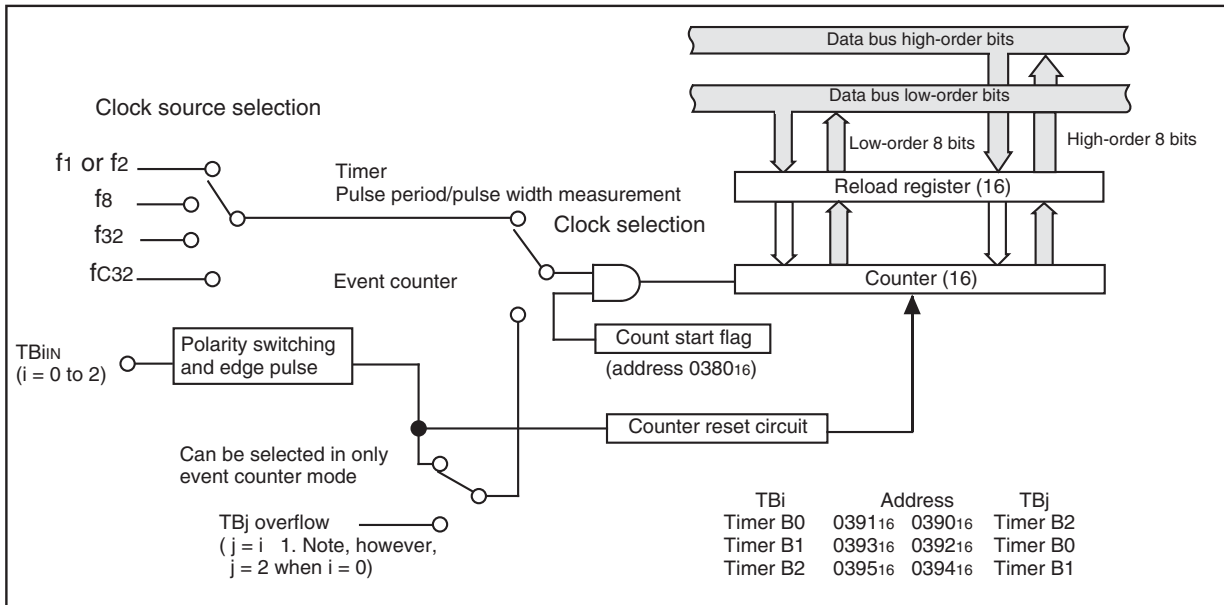 Data bus high-order bits
Data bus low-order bits
Clock source selection
Low-order 8 bits
High-order 8 bits
f1 or f2
f8
f32
fC32
Timer
Pulse period/pulse width measurement
Clock selection
Reload register (16)
Event counter
Counter (16)
TBiIN
(i = 0 to 2)
Polarity switching
and edge pulse
Count start flag
(address 038016)
Counter reset circuit
Can be selected in only
event counter mode
TBj overflow
( j = i 1. Note, however,
j = 2 when i = 0)
TBi Address TBj
Timer B0 039116 039016 Timer B2
Timer B1 039316 039216 Timer B0
Timer B2 039516 039416 Timer B1